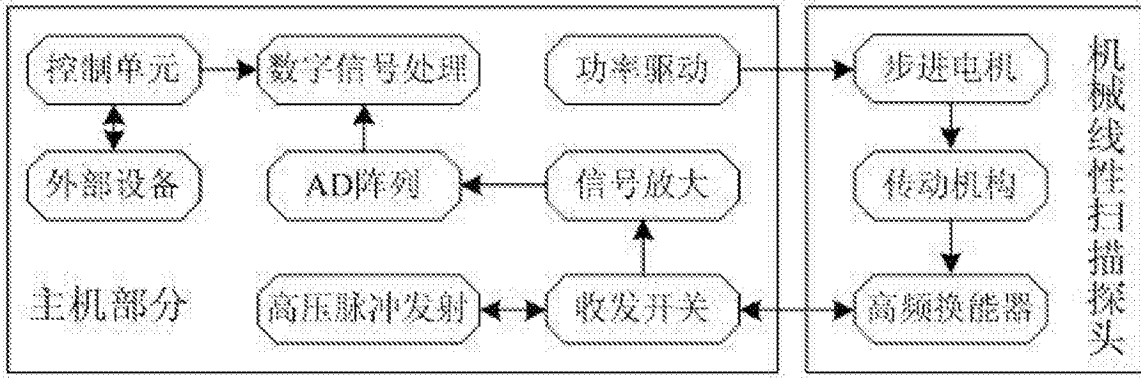 控制单元
数字信号处理
功率驱动
步进电机
外部设备
AD阵列
信号放大
传动机构
主机部分
高压脉冲发射
收发开关
高频换能器
机械线性扫描探头